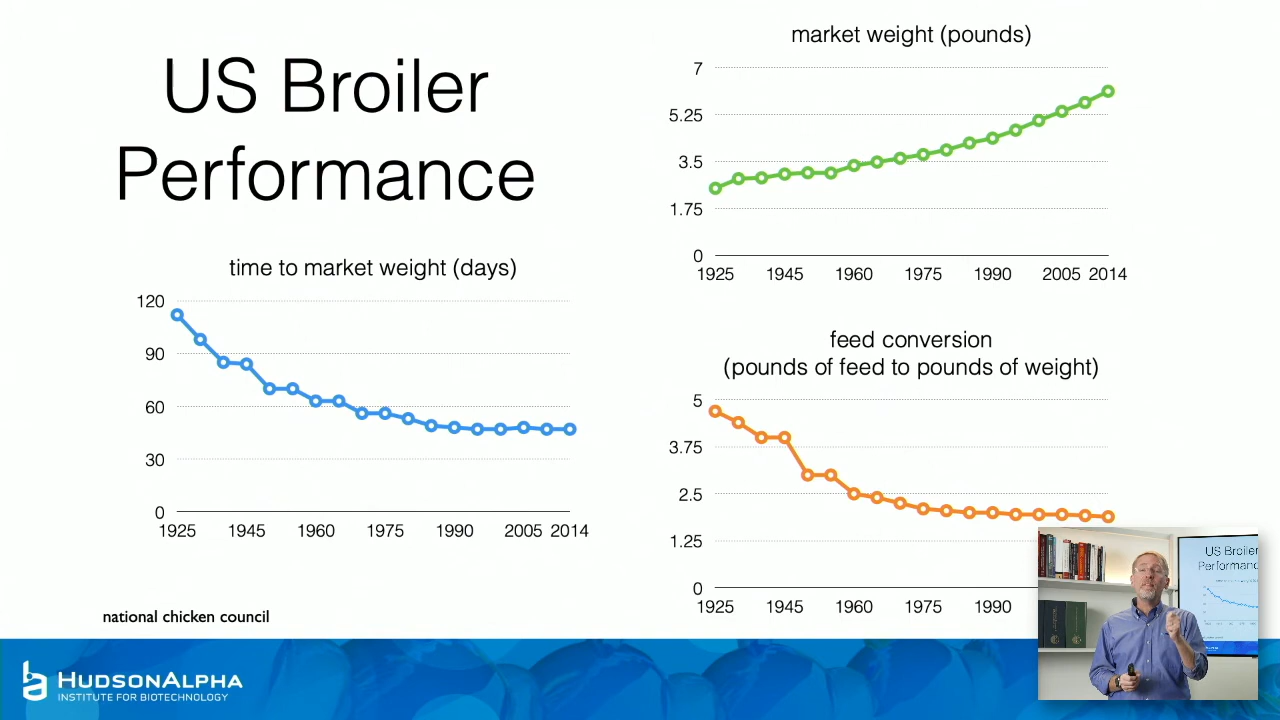 US Broiler
Performance
time to market weight (days)
120
90
60
30
0
1925 1945 1960 1975 1990 2005 2014
national chicken council
market weight (pounds)
7
5.25
3.5
1.75
0
1925 1945 1960 1975 1990 2005 2014
feed conversion
(pounds of feed to pounds of weight)
5
3.75
2.5
1.25
0
1925 1945 1960 1975 1990
US Broiler
Performanc
HUDSONALPHA
INSTITUTE FOR BIOTECHNOLOGY